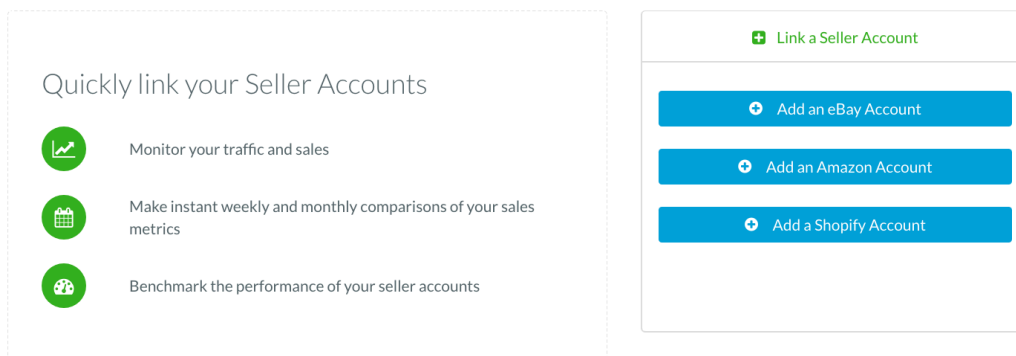 Quickly link your Seller Accounts
Monitor your traffic and sales
Make instant weekly and monthly comparisons of your sales
metrics
Benchmark the performance of your seller accounts
Link a Seller Account
Add an eBay Account
Add an Amazon Account
Add a Shopify Account